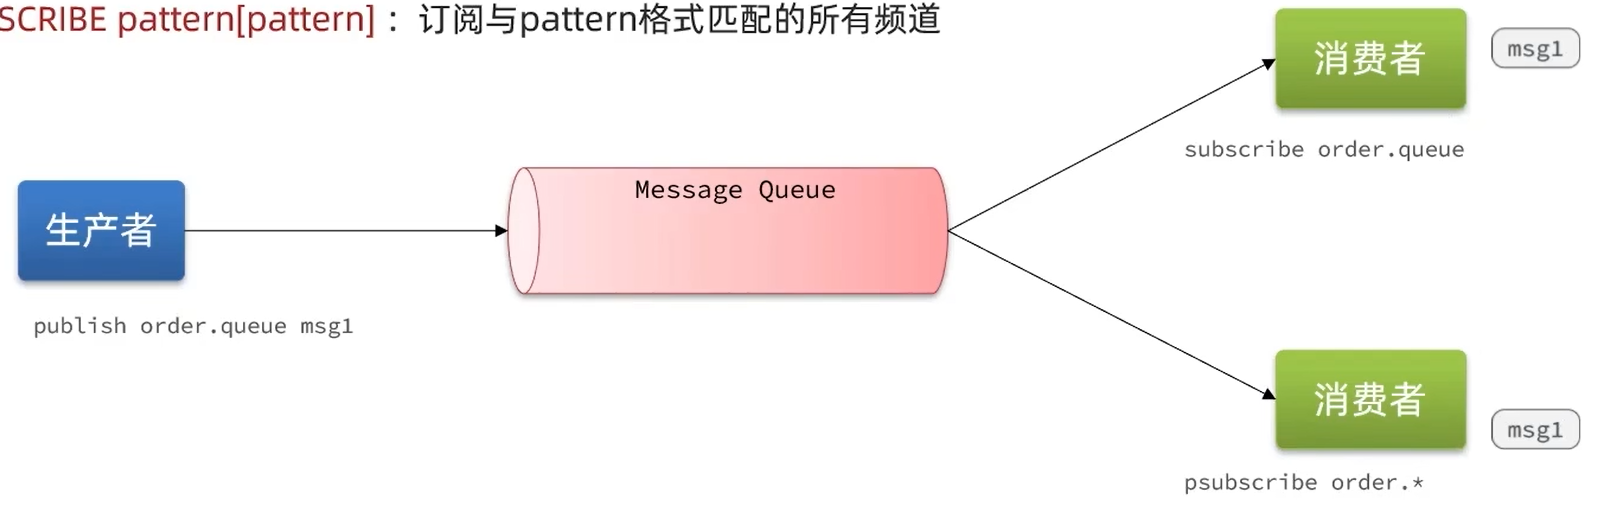 SCRIBE pattern[pattern] ：订阅与pattern格式匹配的所有频道
消费者
msg1
subscribe order.queue
Message Queue
生产者
publish order.queue msg1
消费者
msg1
psubscribe order.*